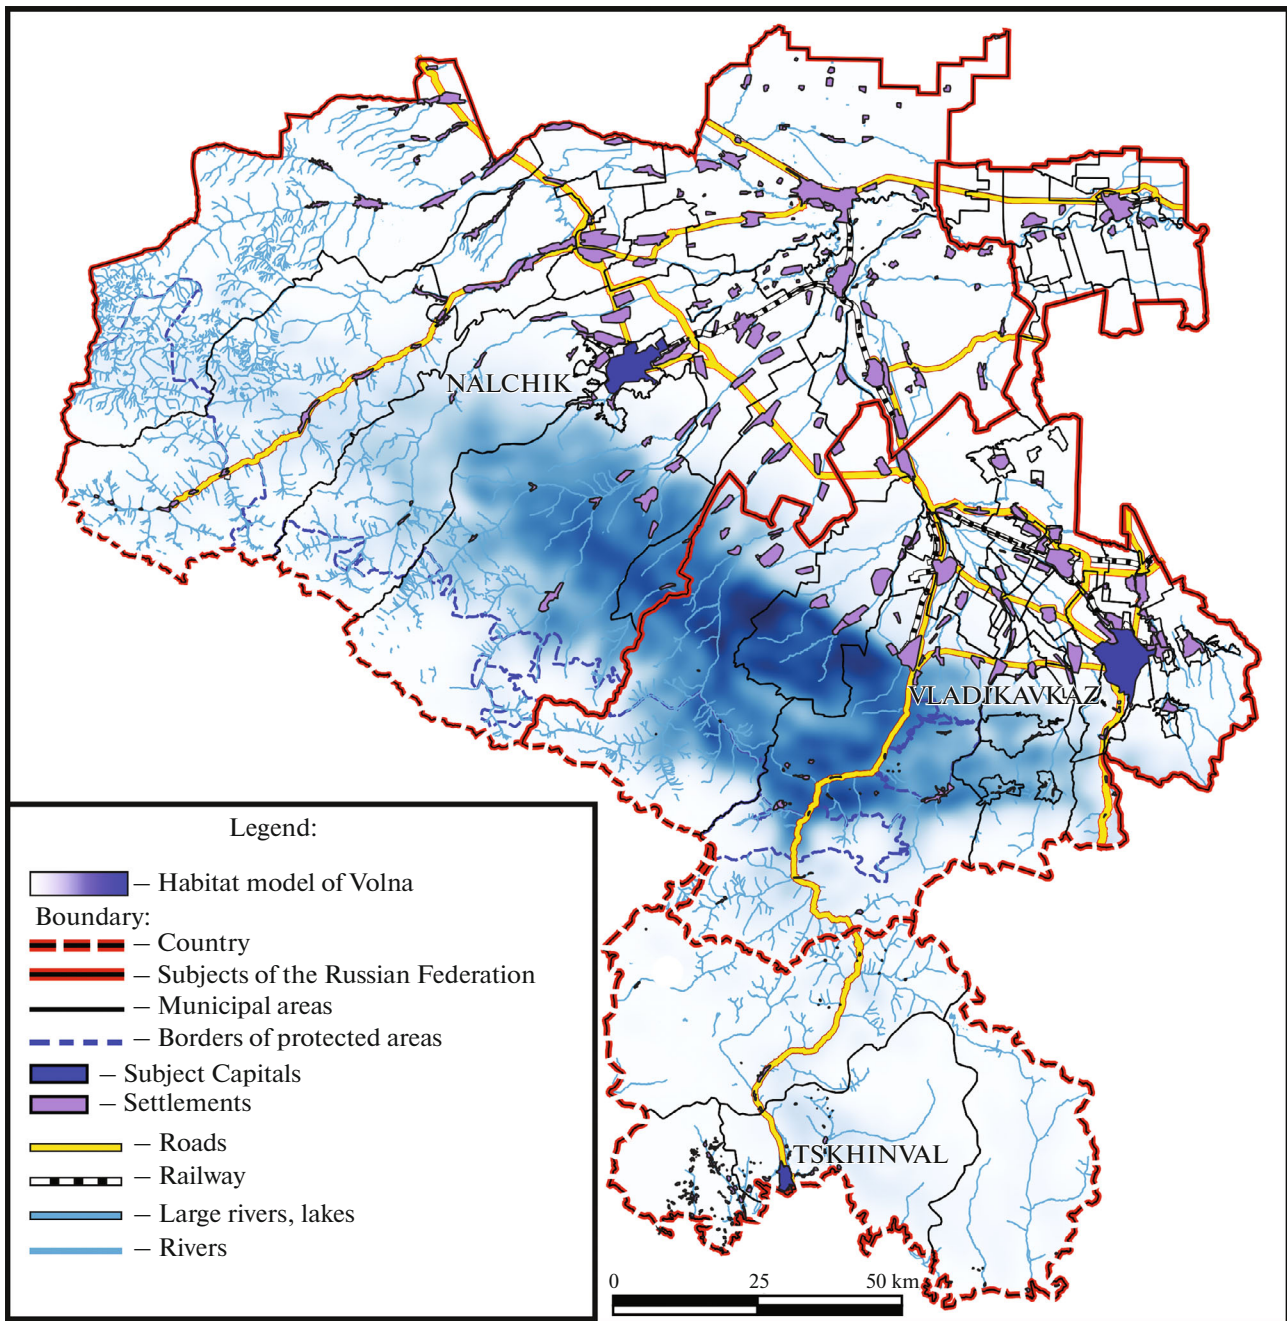 NALCHIK
VLADIKAVKAZ
TSKHINVAL
Legend:
– Habitat model of Volna
Boundary:
– Country
– Subjects of the Russian Federation
– Municipal areas
– Borders of protected areas
– Subject Capitals
– Settlements
– Roads
– Railway
– Large rivers, lakes
– Rivers
0 25 50 km